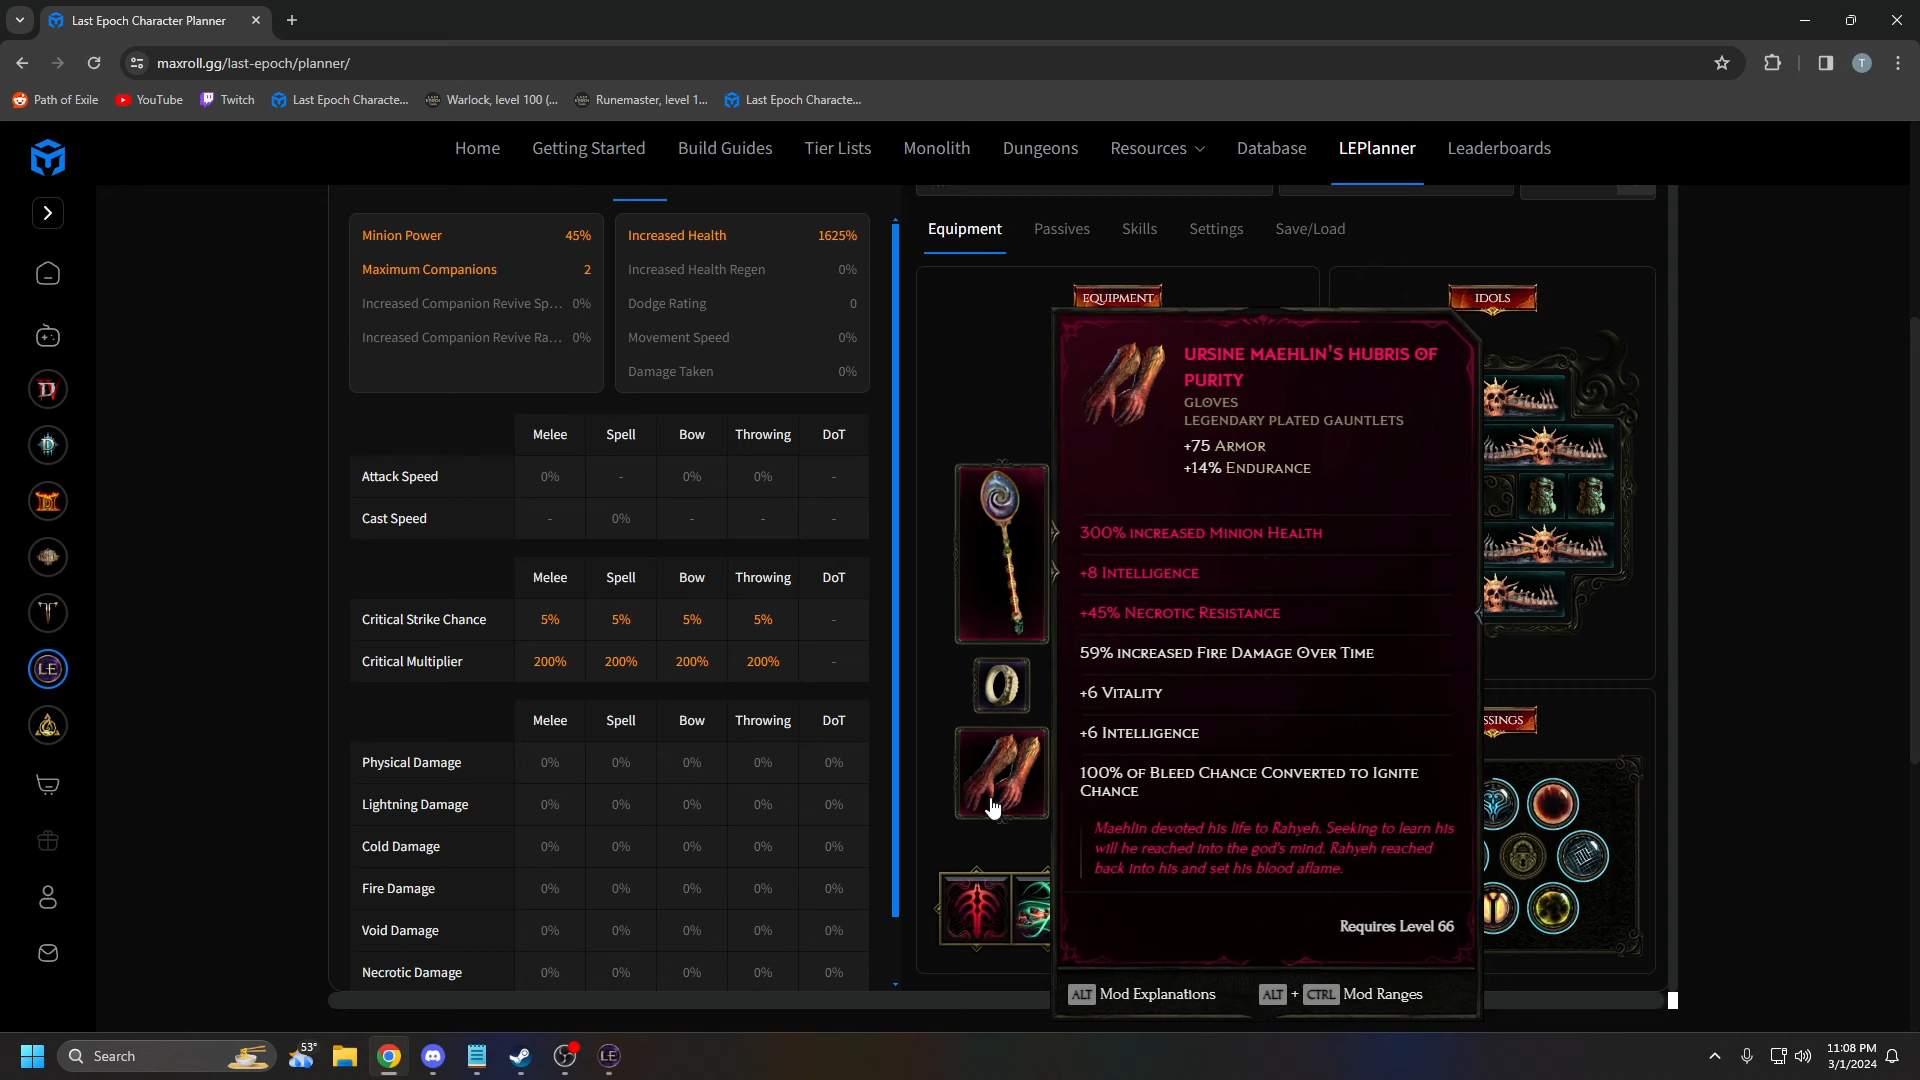 Last Epoch Character Planner
maxroll.gg/last-epoch/planner/
T
Path of Exile
YouTube
Twitch
Last Epoch Characte...
Warlock, level 100 (...
Runemaster, level 1...
Last Epoch Characte...
Home
Getting Started
Build Guides
Tier Lists
Monolith
Dungeons
Resources
Database
LEPlanner
Leaderboards
Minion Power 45%
Maximum Companions 2
Increased Companion Revive Sp... 0%
Increased Companion Revive Ra... 0%
Increased Health 1625%
Increased Health Regen 0%
Dodge Rating 0
Movement Speed 0%
Damage Taken 0%
Melee Spell Bow Throwing DoT
Attack Speed 0% - 0% 0% -
Cast Speed - 0% - - -
Melee Spell Bow Throwing DoT
Critical Strike Chance 5% 5% 5% 5% -
Critical Multiplier 200% 200% 200% 200% -
Melee Spell Bow Throwing DoT
Physical Damage 0% 0% 0% 0% 0%
Lightning Damage 0% 0% 0% 0% 0%
Cold Damage 0% 0% 0% 0% 0%
Fire Damage 0% 0% 0% 0% 0%
Void Damage 0% 0% 0% 0% 0%
Necrotic Damage 0% 0% 0% 0% 0%
Equipment
Passives
Skills
Settings
Save/Load
EQUIPMENT
IDOLS
URSINE MAEHLIN'S HUBRIS OF
PURITY
GLOVES
LEGENDARY PLATED GAUNTLETS
+75 ARMOR
+14% ENDURANCE
300% INCREASED MINION HEALTH
+8 INTELLIGENCE
+45% NECROTIC RESISTANCE
59% INCREASED FIRE DAMAGE OVER TIME
+6 VITALITY
+6 INTELLIGENCE
100% OF BLEED CHANCE CONVERTED TO IGNITE
CHANCE
Maehlin devoted his life to Rahyeh. Seeking to learn his
will he reached into the god's mind. Rahyeh reached
back into his and set his blood aflame.
Requires Level 66
ALT Mod Explanations
ALT + CTRL Mod Ranges
SSINGS
LE
Search
53°
LE
11:08 PM
3/1/2024